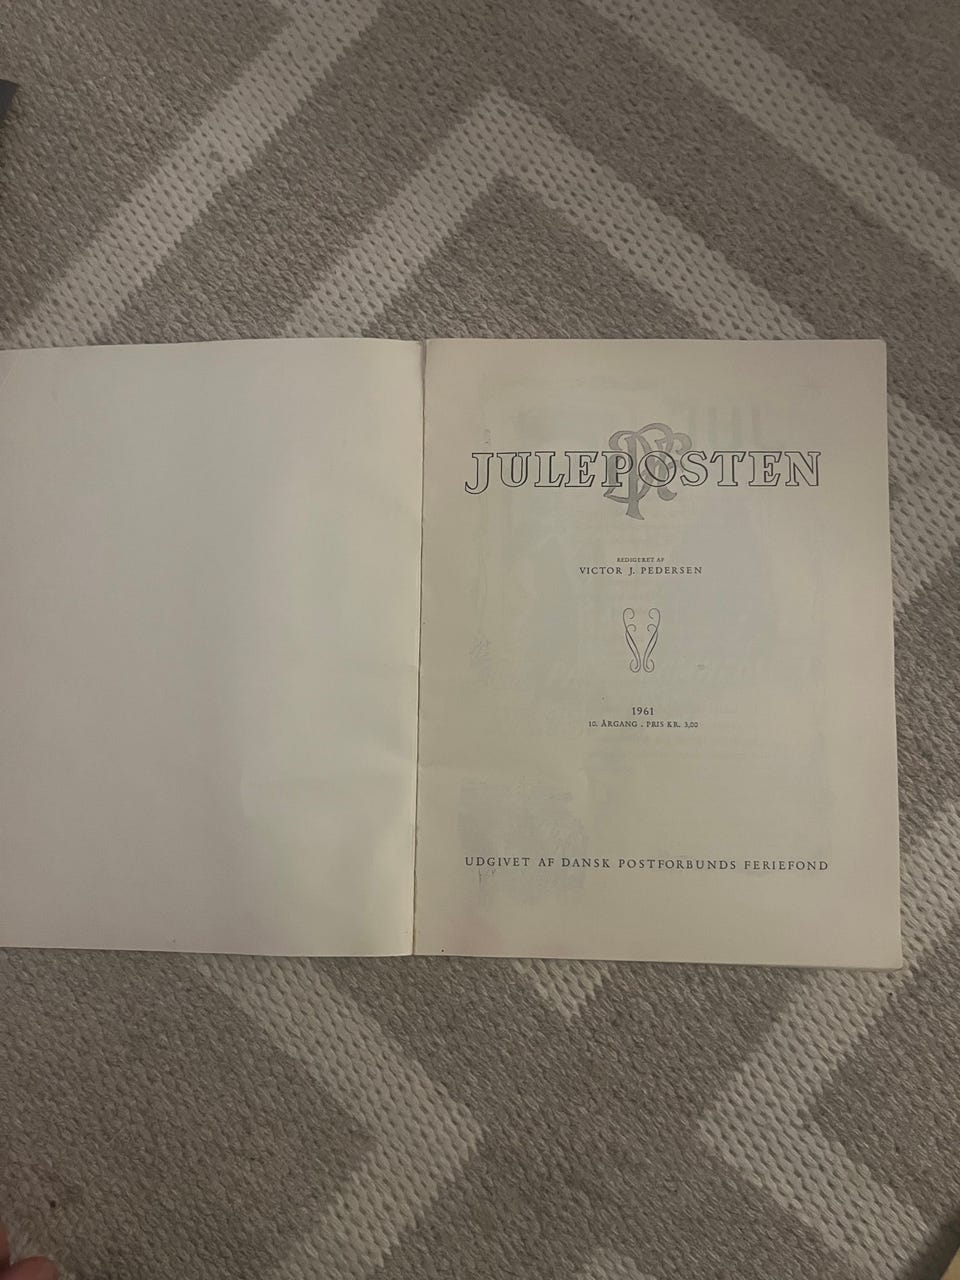 JULEPOSTEN
REDIGERET AF
VICTOR J. PEDERSEN
1961
10. ÅRGANG . PRIS KR. 3,00
UDGIVET AF DANSK POSTFORBUNDS FERIEFOND